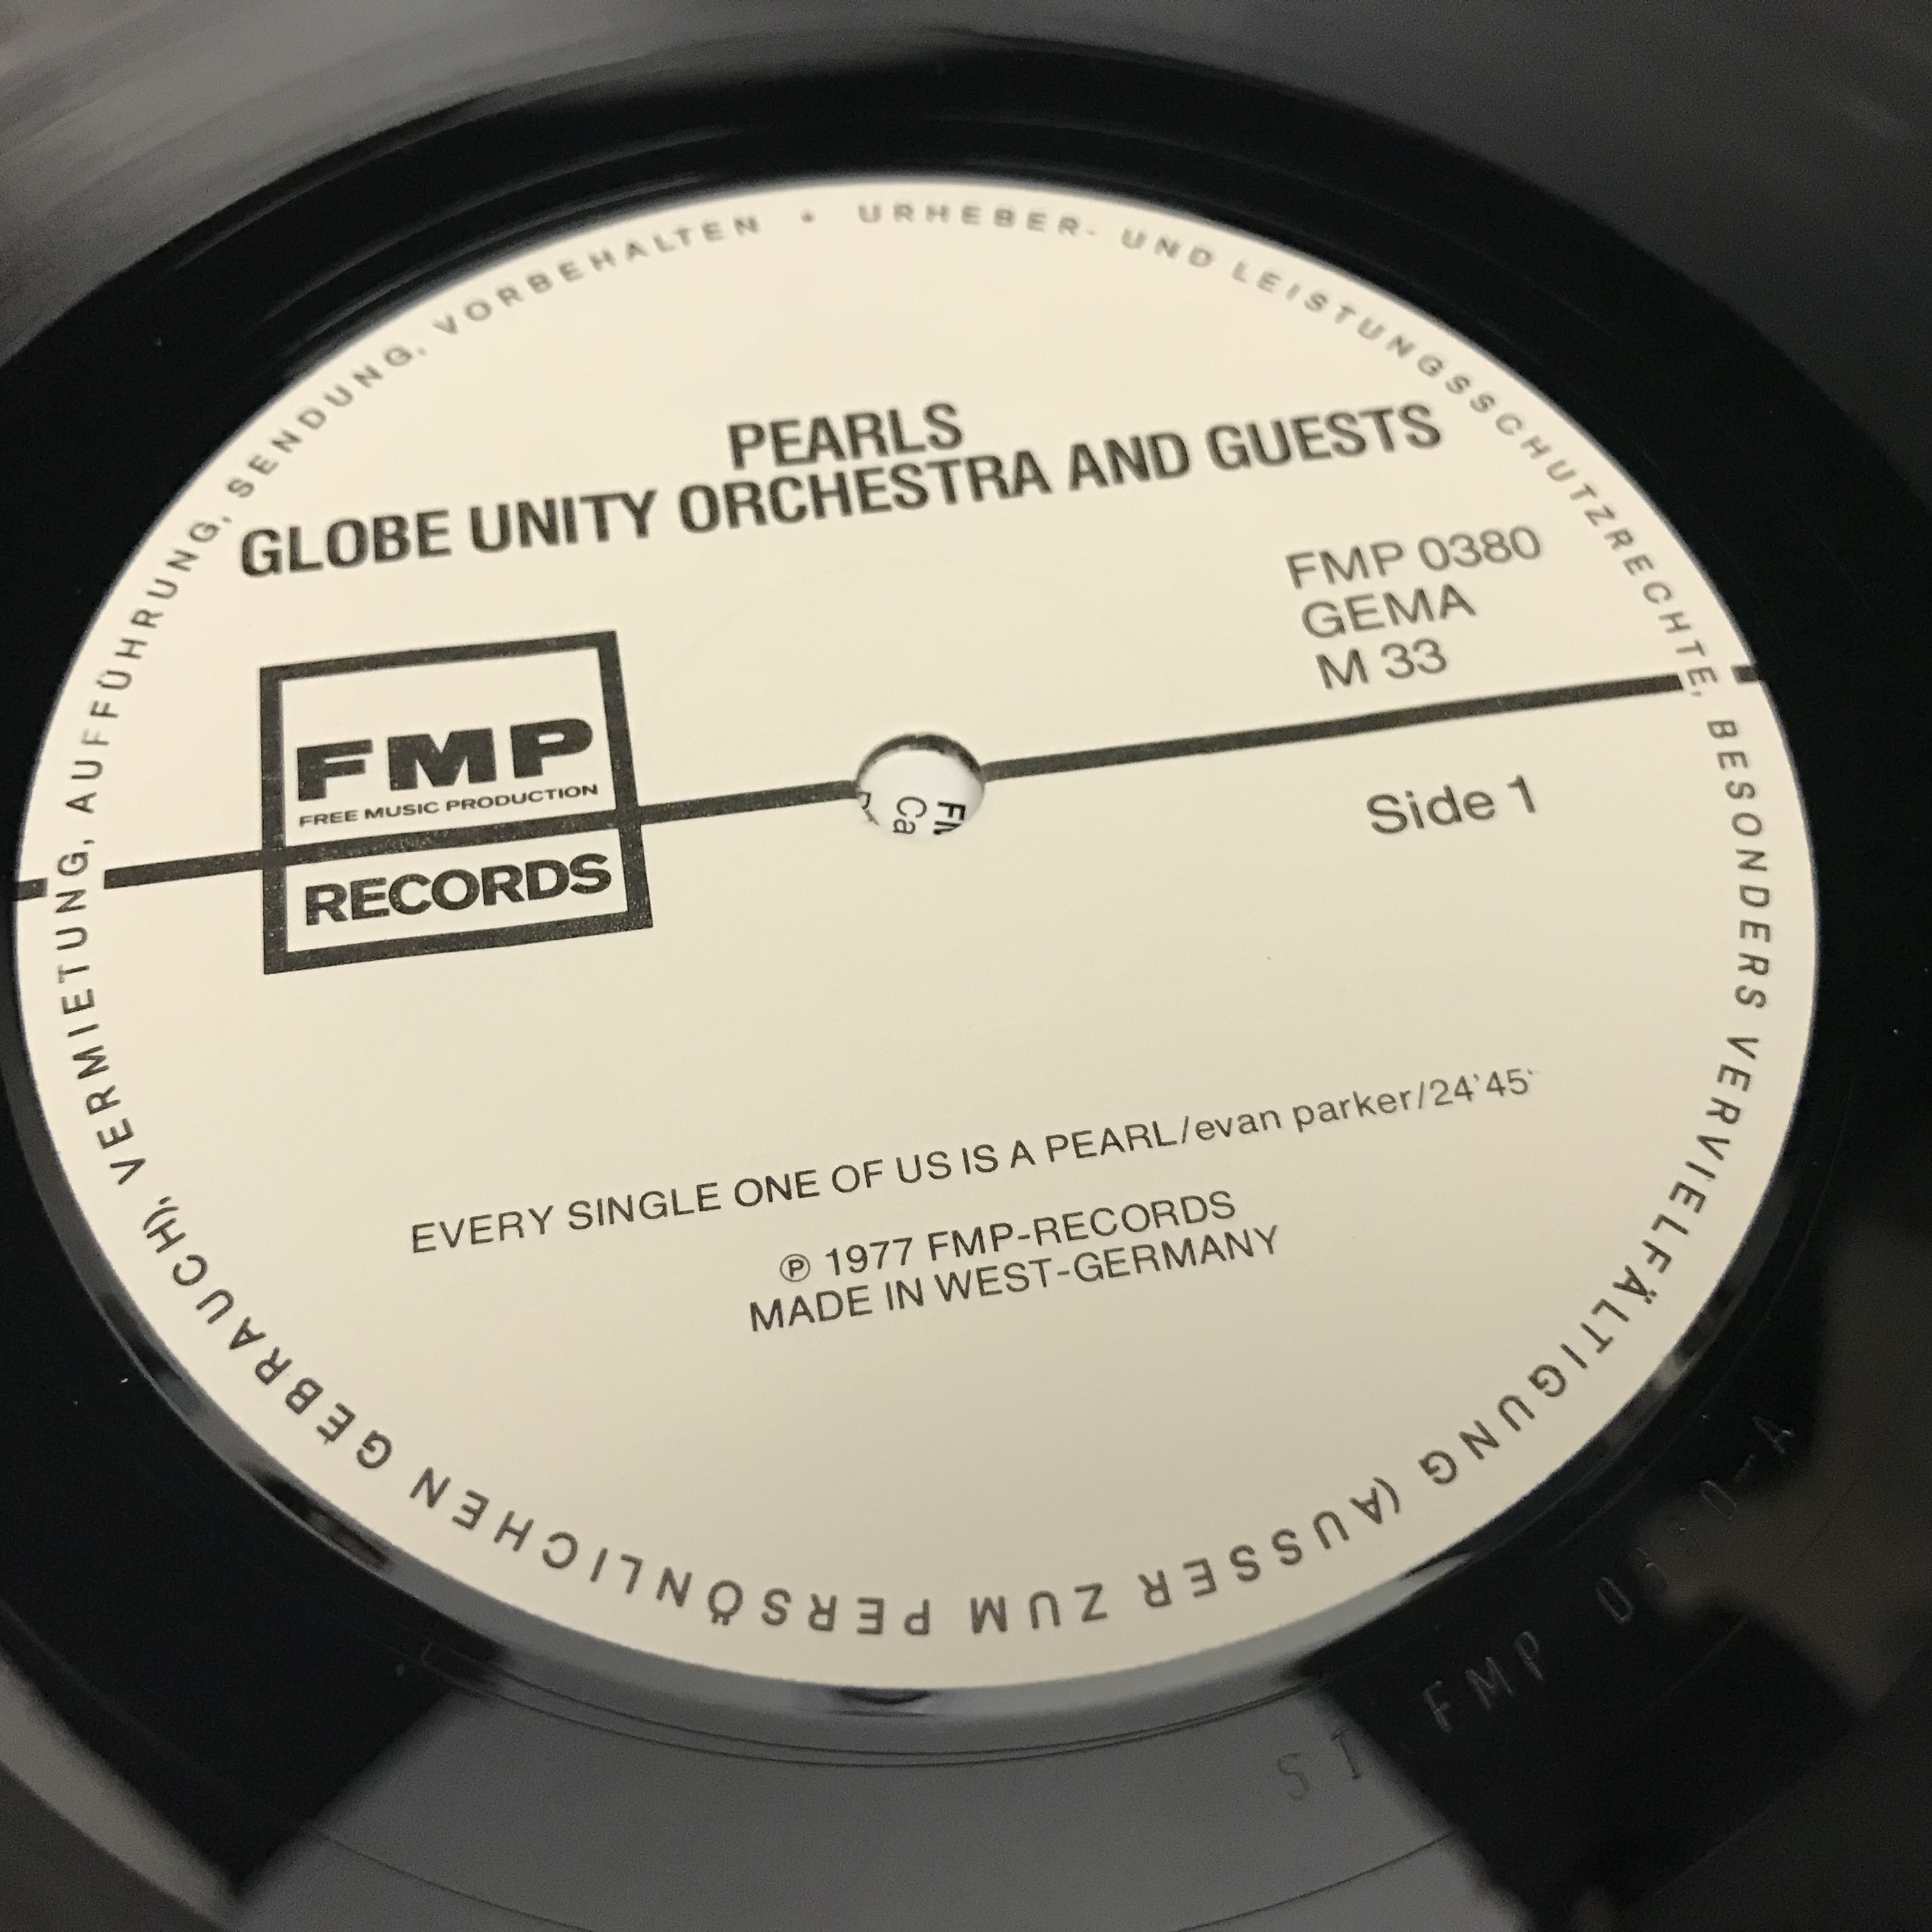 URHEBER- UND LEISTUNGSSCHUTZRECHTE, BESONDERS VERVIELFÄLTIGUNG (AUSSER ZUM PERSÖNLICHEN GEBRAUCH), VERMIETUNG, AUFFÜHRUNG, SENDUNG, VORBEHALTEN •
PEARLS
GLOBE UNITY ORCHESTRA AND GUESTS
FMP 0380
GEMA
M 33
FMP
FREE MUSIC PRODUCTION
RECORDS
Side 1
EVERY SINGLE ONE OF US IS A PEARL/evan parker/24'45
Ⓟ 1977 FMP-RECORDS
MADE IN WEST-GERMANY
FMP